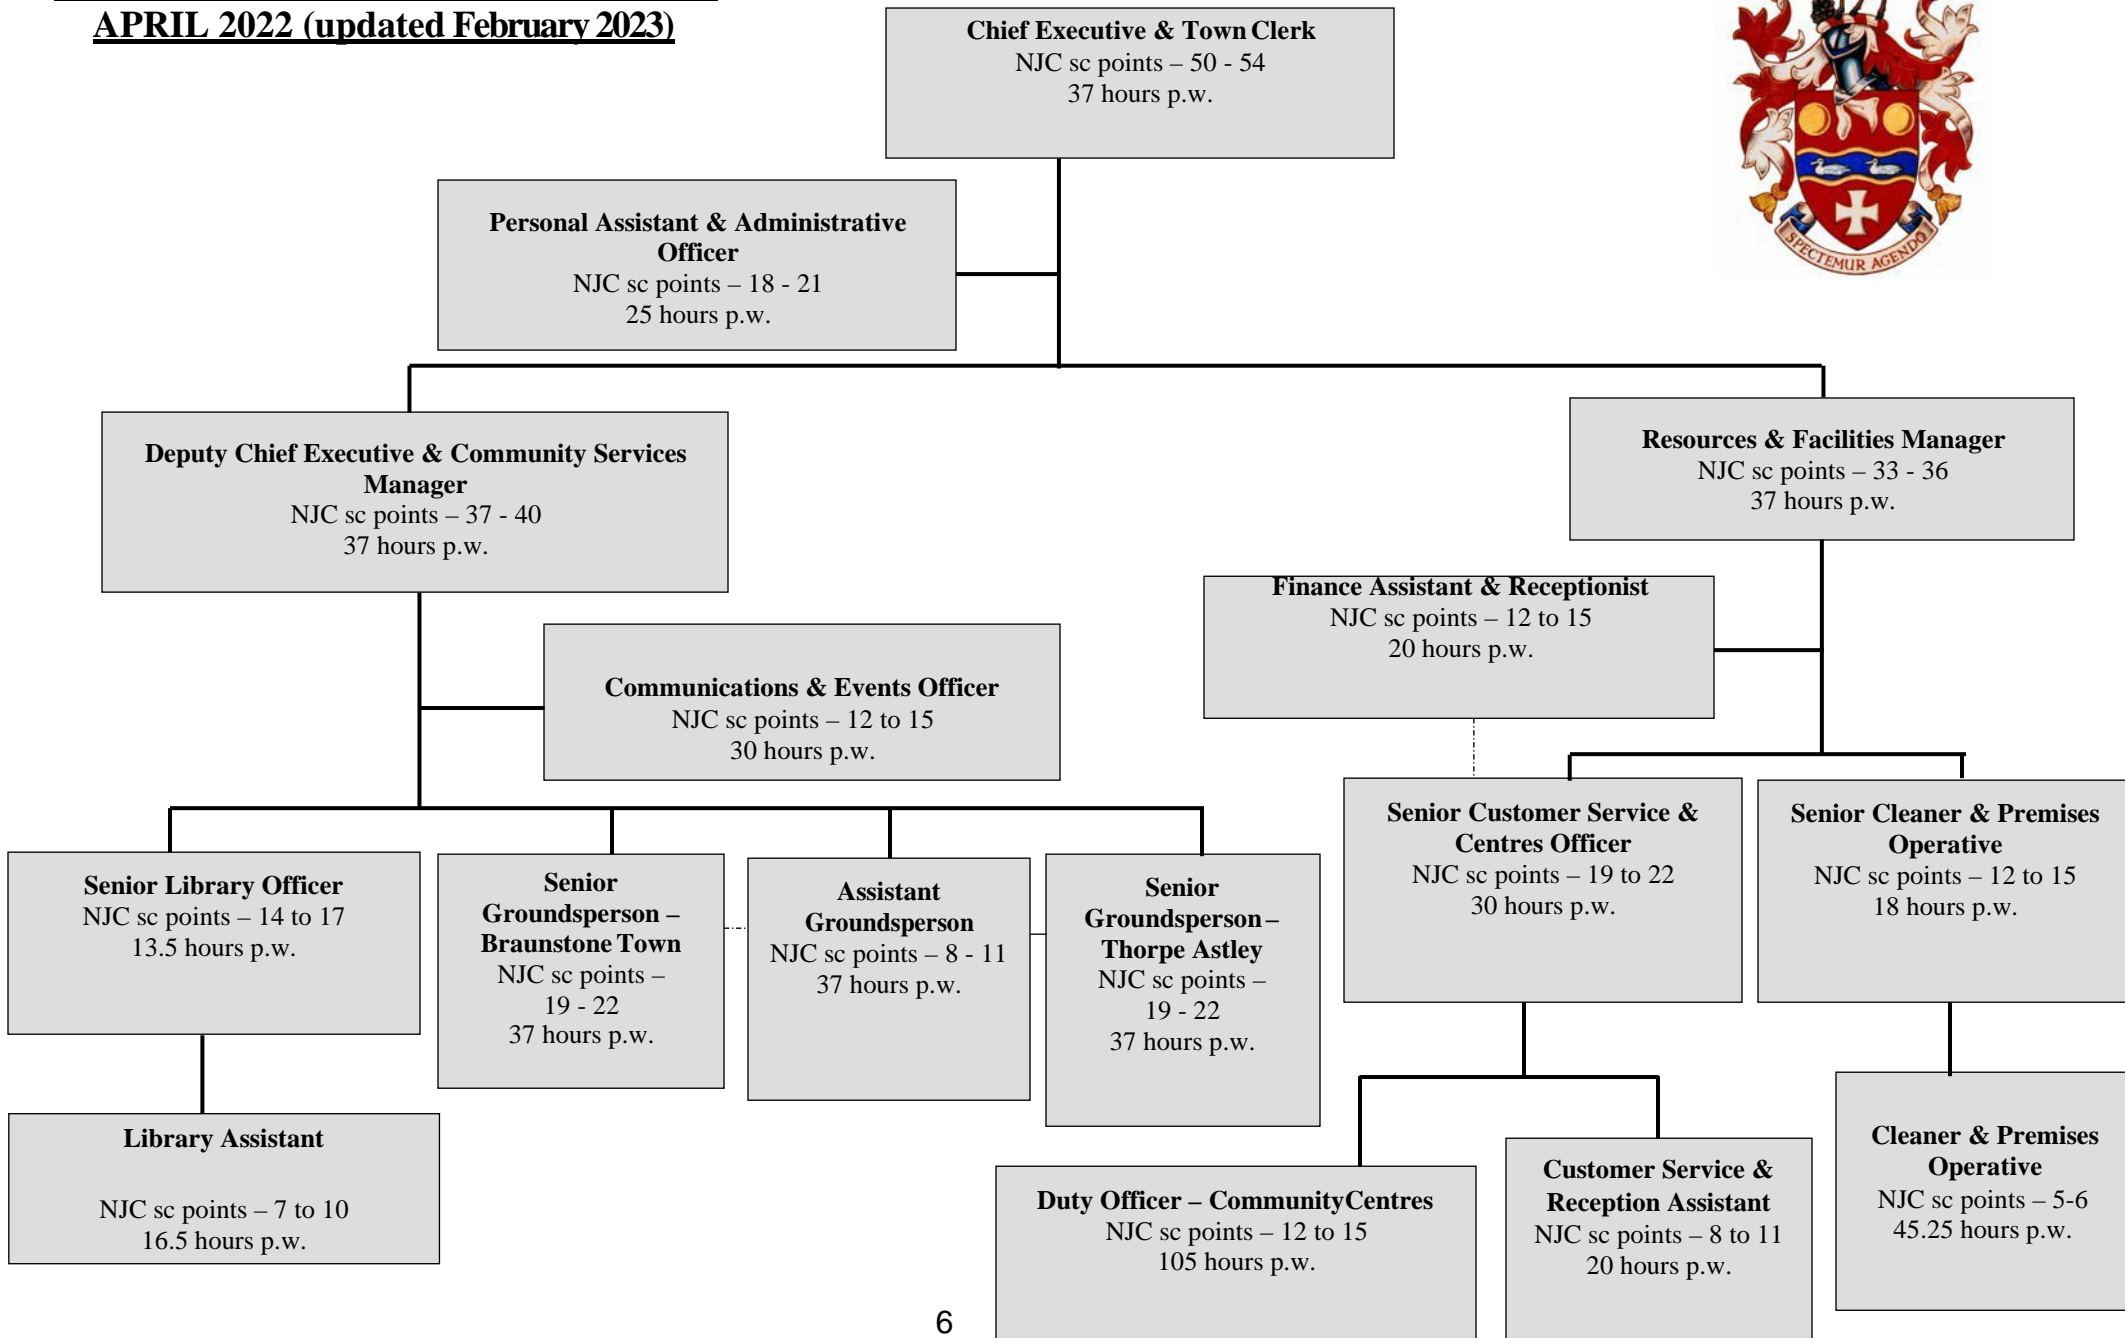 APRIL 2022 (updated February 2023)
Chief Executive & Town Clerk
NJC sc points – 50 - 54
37 hours p.w.
SPECTEMUR AGENDO
Personal Assistant & Administrative
Officer
NJC sc points – 18 - 21
25 hours p.w.
Deputy Chief Executive & Community Services
Manager
NJC sc points – 37 - 40
37 hours p.w.
Resources & Facilities Manager
NJC sc points – 33 - 36
37 hours p.w.
Communications & Events Officer
NJC sc points – 12 to 15
30 hours p.w.
Finance Assistant & Receptionist
NJC sc points – 12 to 15
20 hours p.w.
Senior Library Officer
NJC sc points – 14 to 17
13.5 hours p.w.
Senior
Groundsperson –
Braunstone Town
NJC sc points –
19 - 22
37 hours p.w.
Assistant
Groundsperson
NJC sc points – 8 - 11
37 hours p.w.
Senior
Groundsperson –
Thorpe Astley
NJC sc points –
19 - 22
37 hours p.w.
Senior Customer Service &
Centres Officer
NJC sc points – 19 to 22
30 hours p.w.
Senior Cleaner & Premises
Operative
NJC sc points – 12 to 15
18 hours p.w.
Library Assistant
NJC sc points – 7 to 10
16.5 hours p.w.
Duty Officer – Community Centres
NJC sc points – 12 to 15
105 hours p.w.
Customer Service &
Reception Assistant
NJC sc points – 8 to 11
20 hours p.w.
Cleaner & Premises
Operative
NJC sc points – 5-6
45.25 hours p.w.
6